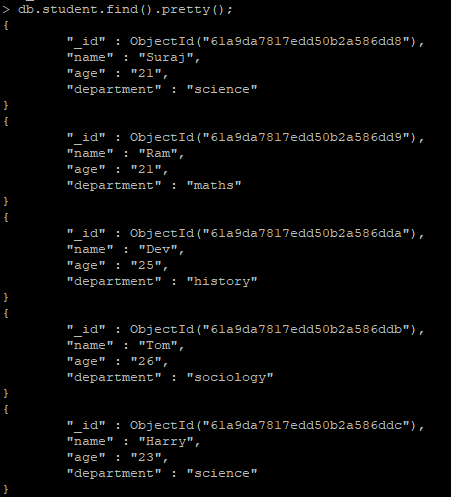 > db.student.find().pretty();
{
"_id" : ObjectId("61a9da7817edd50b2a586dd8"),
"name" : "Suraj",
"age" : "21",
"department" : "science"
}
{
"_id" : ObjectId("61a9da7817edd50b2a586dd9"),
"name" : "Ram",
"age" : "21",
"department" : "maths"
}
{
"_id" : ObjectId("61a9da7817edd50b2a586dda"),
"name" : "Dev",
"age" : "25",
"department" : "history"
}
{
"_id" : ObjectId("61a9da7817edd50b2a586ddb"),
"name" : "Tom",
"age" : "26",
"department" : "sociology"
}
{
"_id" : ObjectId("61a9da7817edd50b2a586ddc"),
"name" : "Harry",
"age" : "23",
"department" : "science"
}